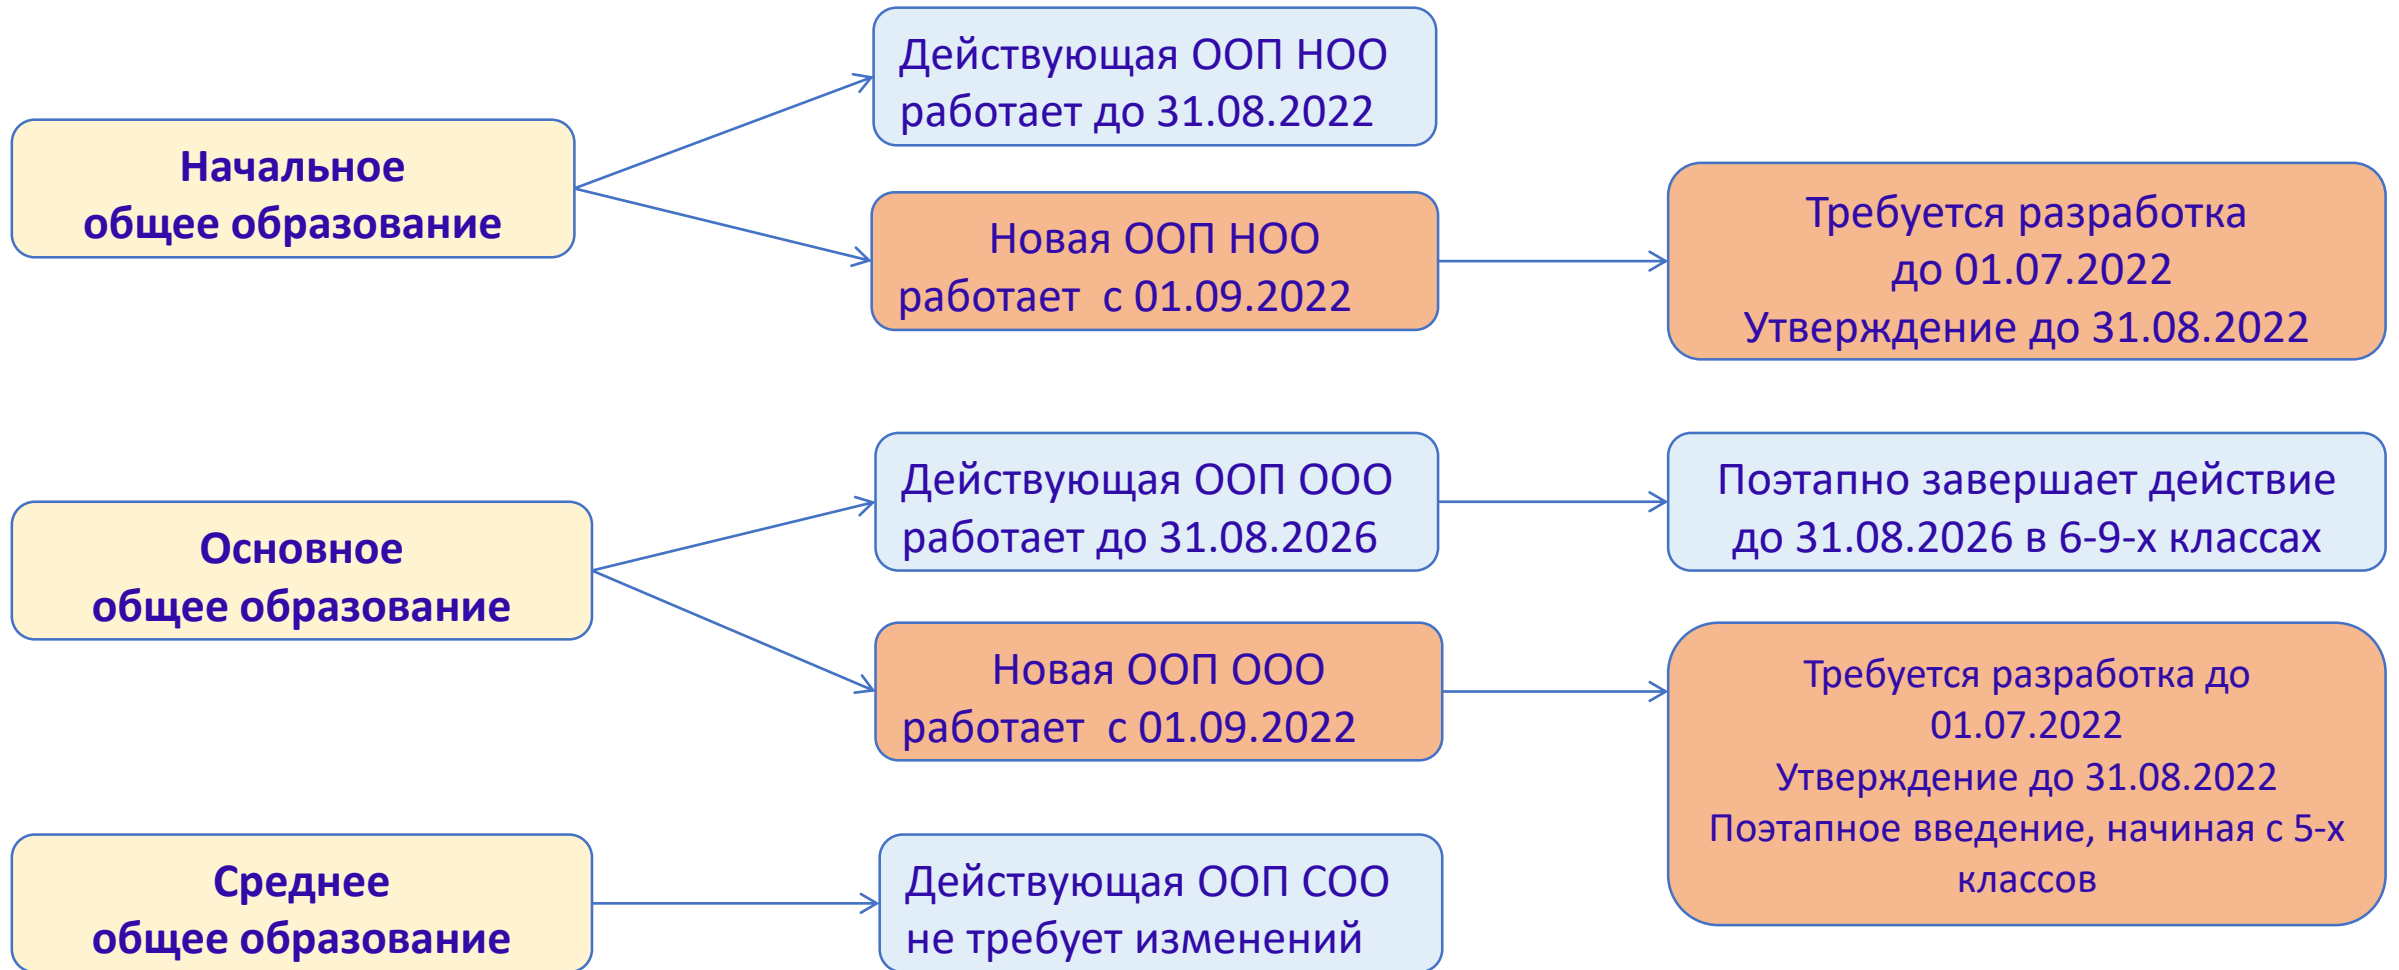 Начальное
общее образование
Действующая ООП НОО
работает до 31.08.2022
Новая ООП НОО
работает  с 01.09.2022
Требуется разработка
до 01.07.2022
Утверждение до 31.08.2022
Основное
общее образование
Действующая ООП ООО
работает до 31.08.2026
Поэтапно завершает действие
до 31.08.2026 в 6-9-х классах
Новая ООП ООО
работает  с 01.09.2022
Требуется разработка до
01.07.2022
Утверждение до 31.08.2022
Поэтапное введение, начиная с 5-х
классов
Среднее
общее образование
Действующая ООП СОО
не требует изменений